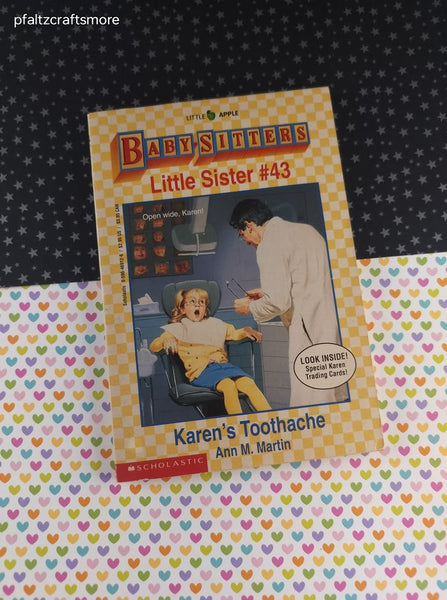 pfaltzcraftsmore
LITTLE APPLE
BABY-SITTERS
Little Sister #43
Open wide, Karen!
LOOK INSIDE!
Special Karen
Trading Cards!
Karen's Toothache
Ann M. Martin
SCHOLASTIC